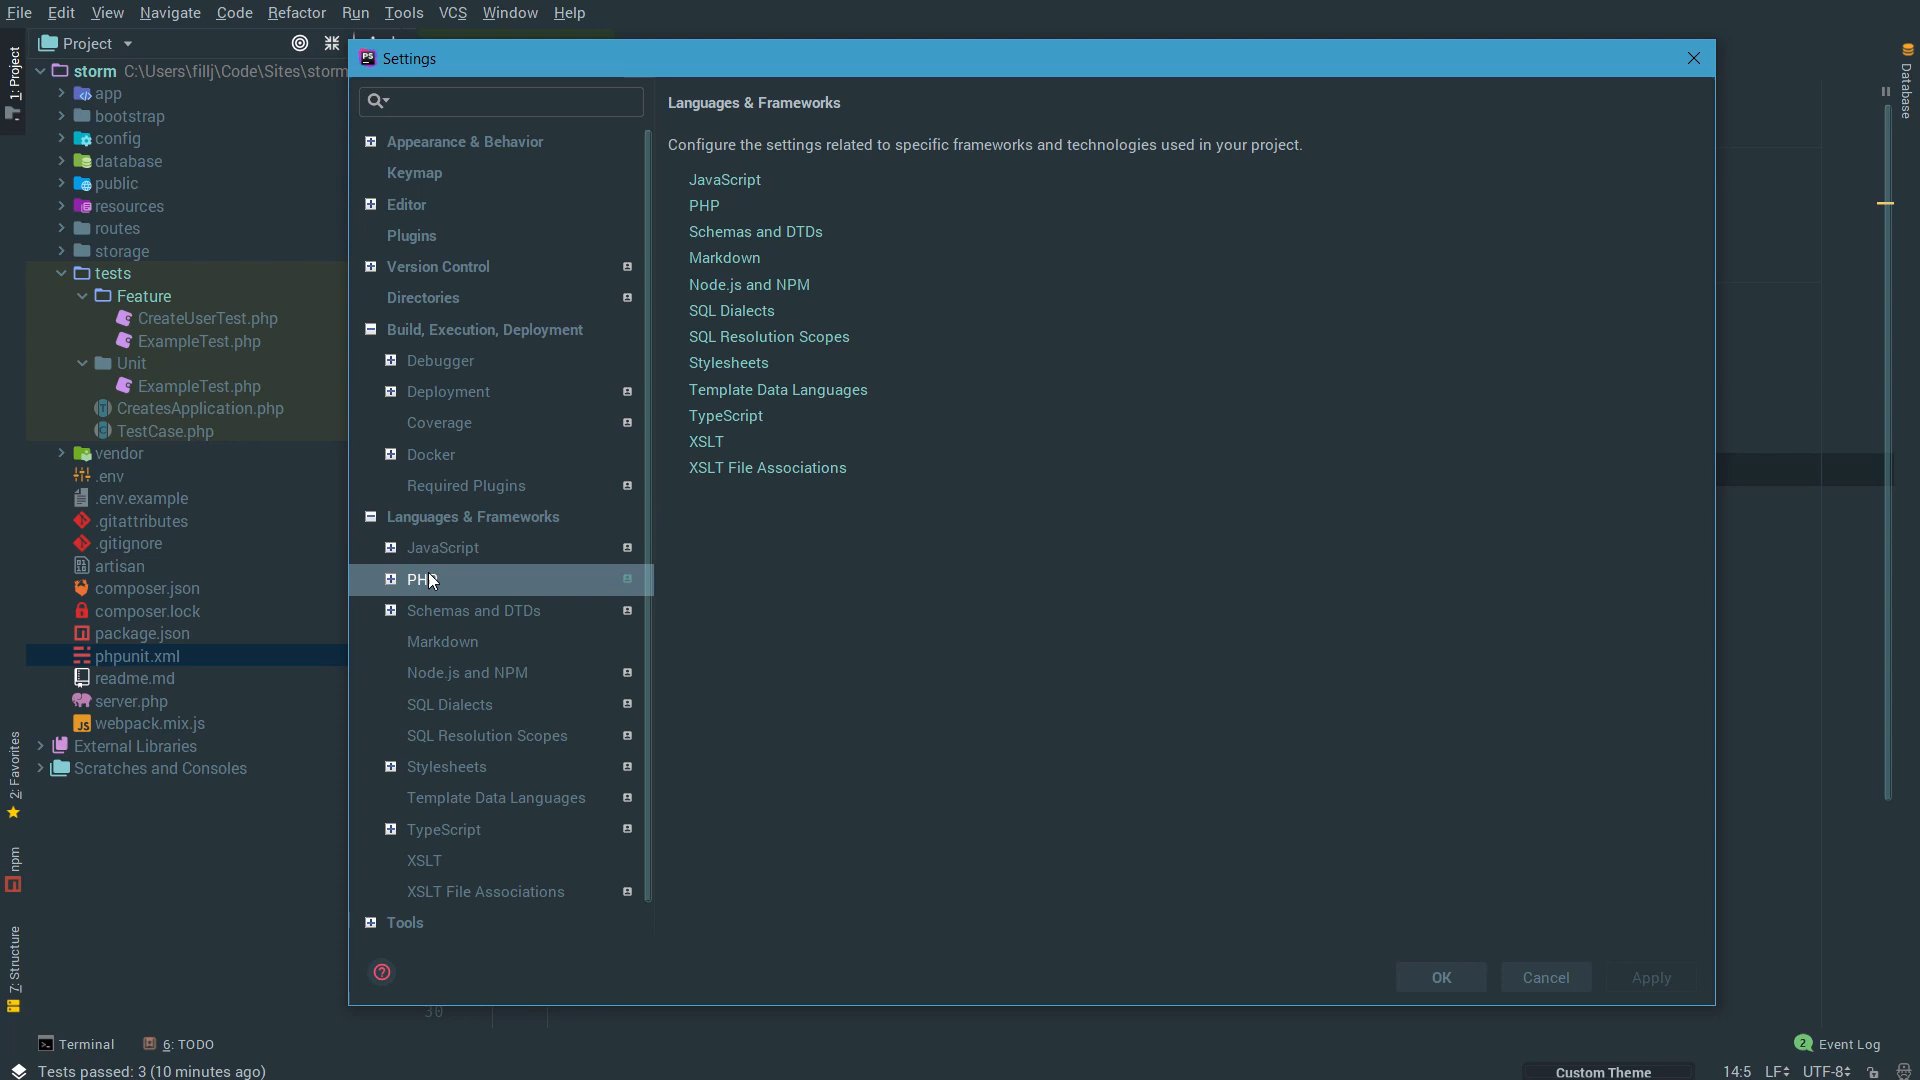 File Edit View Navigate Code Refactor Run Tools VCS Window Help
Project
1: Project
storm C:\Users\fillj\Code\Sites\storm
app
bootstrap
config
database
public
resources
routes
storage
tests
Feature
CreateUserTest.php
ExampleTest.php
Unit
ExampleTest.php
CreatesApplication.php
TestCase.php
vendor
.env
.env.example
.gitattributes
.gitignore
artisan
composer.json
composer.lock
package.json
phpunit.xml
readme.md
server.php
webpack.mix.js
External Libraries
Scratches and Consoles
2: Favorites
npm
7: Structure
PS Settings
Appearance & Behavior
Keymap
Editor
Plugins
Version Control
Directories
Build, Execution, Deployment
Debugger
Deployment
Coverage
Docker
Required Plugins
Languages & Frameworks
JavaScript
PHP
Schemas and DTDs
Markdown
Node.js and NPM
SQL Dialects
SQL Resolution Scopes
Stylesheets
Template Data Languages
TypeScript
XSLT
XSLT File Associations
Tools
Languages & Frameworks
Configure the settings related to specific frameworks and technologies used in your project.
JavaScript
PHP
Schemas and DTDs
Markdown
Node.js and NPM
SQL Dialects
SQL Resolution Scopes
Stylesheets
Template Data Languages
TypeScript
XSLT
XSLT File Associations
OK Cancel Apply
Database
30
Terminal 6: TODO
2 Event Log
Tests passed: 3 (10 minutes ago)
Custom Theme 14:5 LF UTF-8